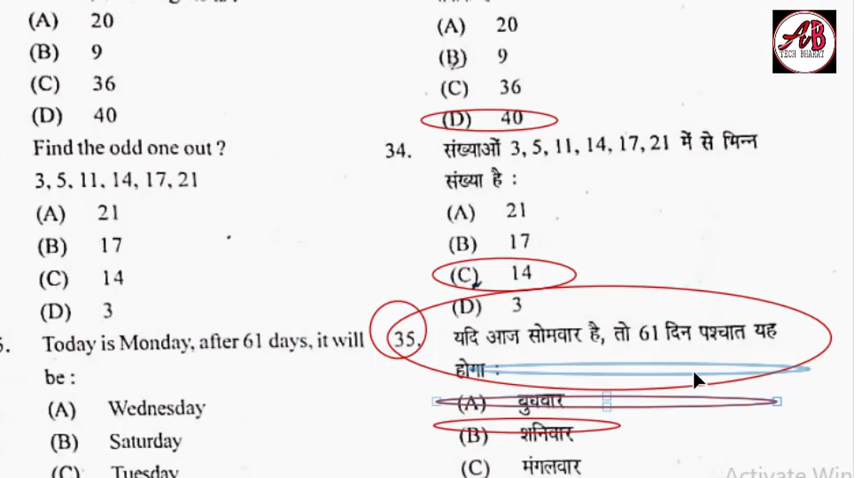 (A) 20
(B) 9
(C) 36
(D) 40
Find the odd one out ?
3, 5, 11, 14, 17, 21
(A) 21
(B) 17
(C) 14
(D) 3
Today is Monday, after 61 days, it will
be :
(A) Wednesday
(B) Saturday
(C) Tuesday
(A) 20
(B) 9
(C) 36
(D) 40
34. संख्याओं 3, 5, 11, 14, 17, 21 में से भिन्न
संख्या है :
(A) 21
(B) 17
(C) 14
(D) 3
35. यदि आज सोमवार है, तो 61 दिन पश्चात यह
होगा :
(A) बुधवार
(B) शनिवार
(C) मंगलवार
AB
TECH BHARAT
Activate Win